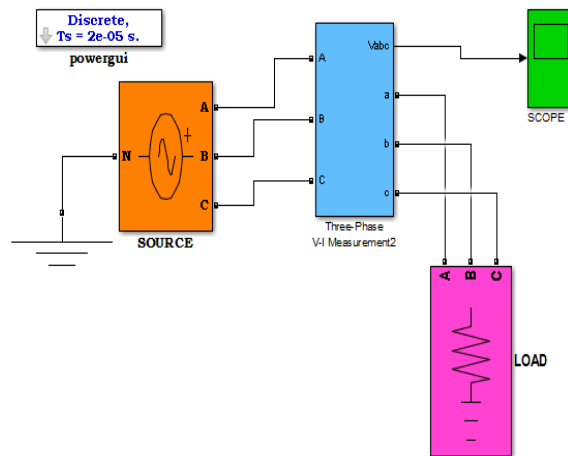 Discrete,
Ts = 2e-05 s.
powergui
A
N
B
C
SOURCE
A
B
C
Vabc
a
b
c
Three-Phase
V-I Measurement2
SCOPE
A B C
LOAD